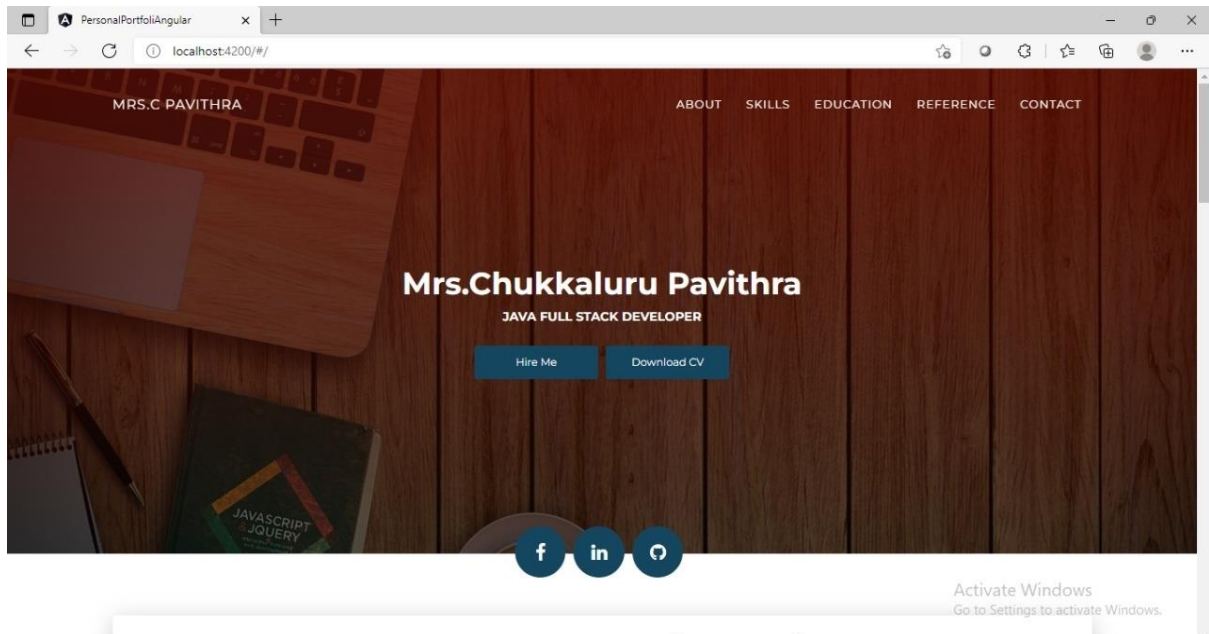 PersonalPortfoliAngular
localhost:4200/#/
MRS.C PAVITHRA
ABOUT SKILLS EDUCATION REFERENCE CONTACT
Mrs.Chukkaluru Pavithra
JAVA FULL STACK DEVELOPER
Hire Me Download CV
JAVASCRIPT
& JQUERY
f in
Activate Windows
Go to Settings to activate Windows.